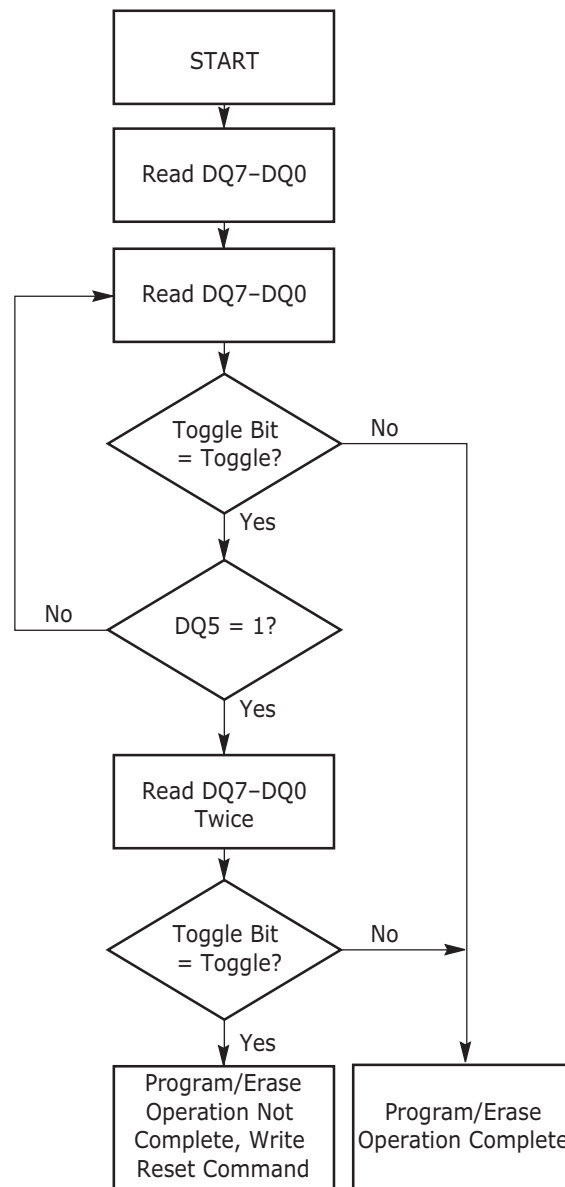 START
Read DQ7–DQ0
Read DQ7–DQ0
Toggle Bit
= Toggle?
No
Yes
No
DQ5 = 1?
Yes
Read DQ7–DQ0
Twice
Toggle Bit
= Toggle?
No
Yes
Program/Erase
Operation Not
Complete, Write
Reset Command
Program/Erase
Operation Complete